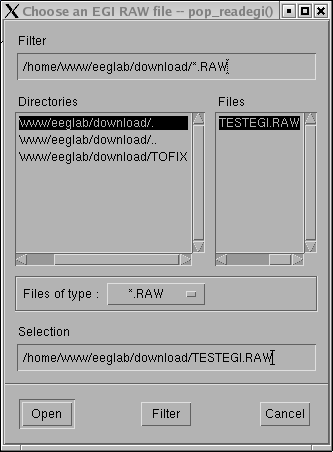 Choose an EGI RAW file -- pop_readegi()
Filter
/home/www/eeglab/download/*.RAW
Directories
Files
\www/eeglab/download/.
\www/eeglab/download/..
\www/eeglab/download/TOFIX
TESTEGI.RAW
Files of type :
*.RAW
Selection
/home/www/eeglab/download/TESTEGI.RAW
Open
Filter
Cancel